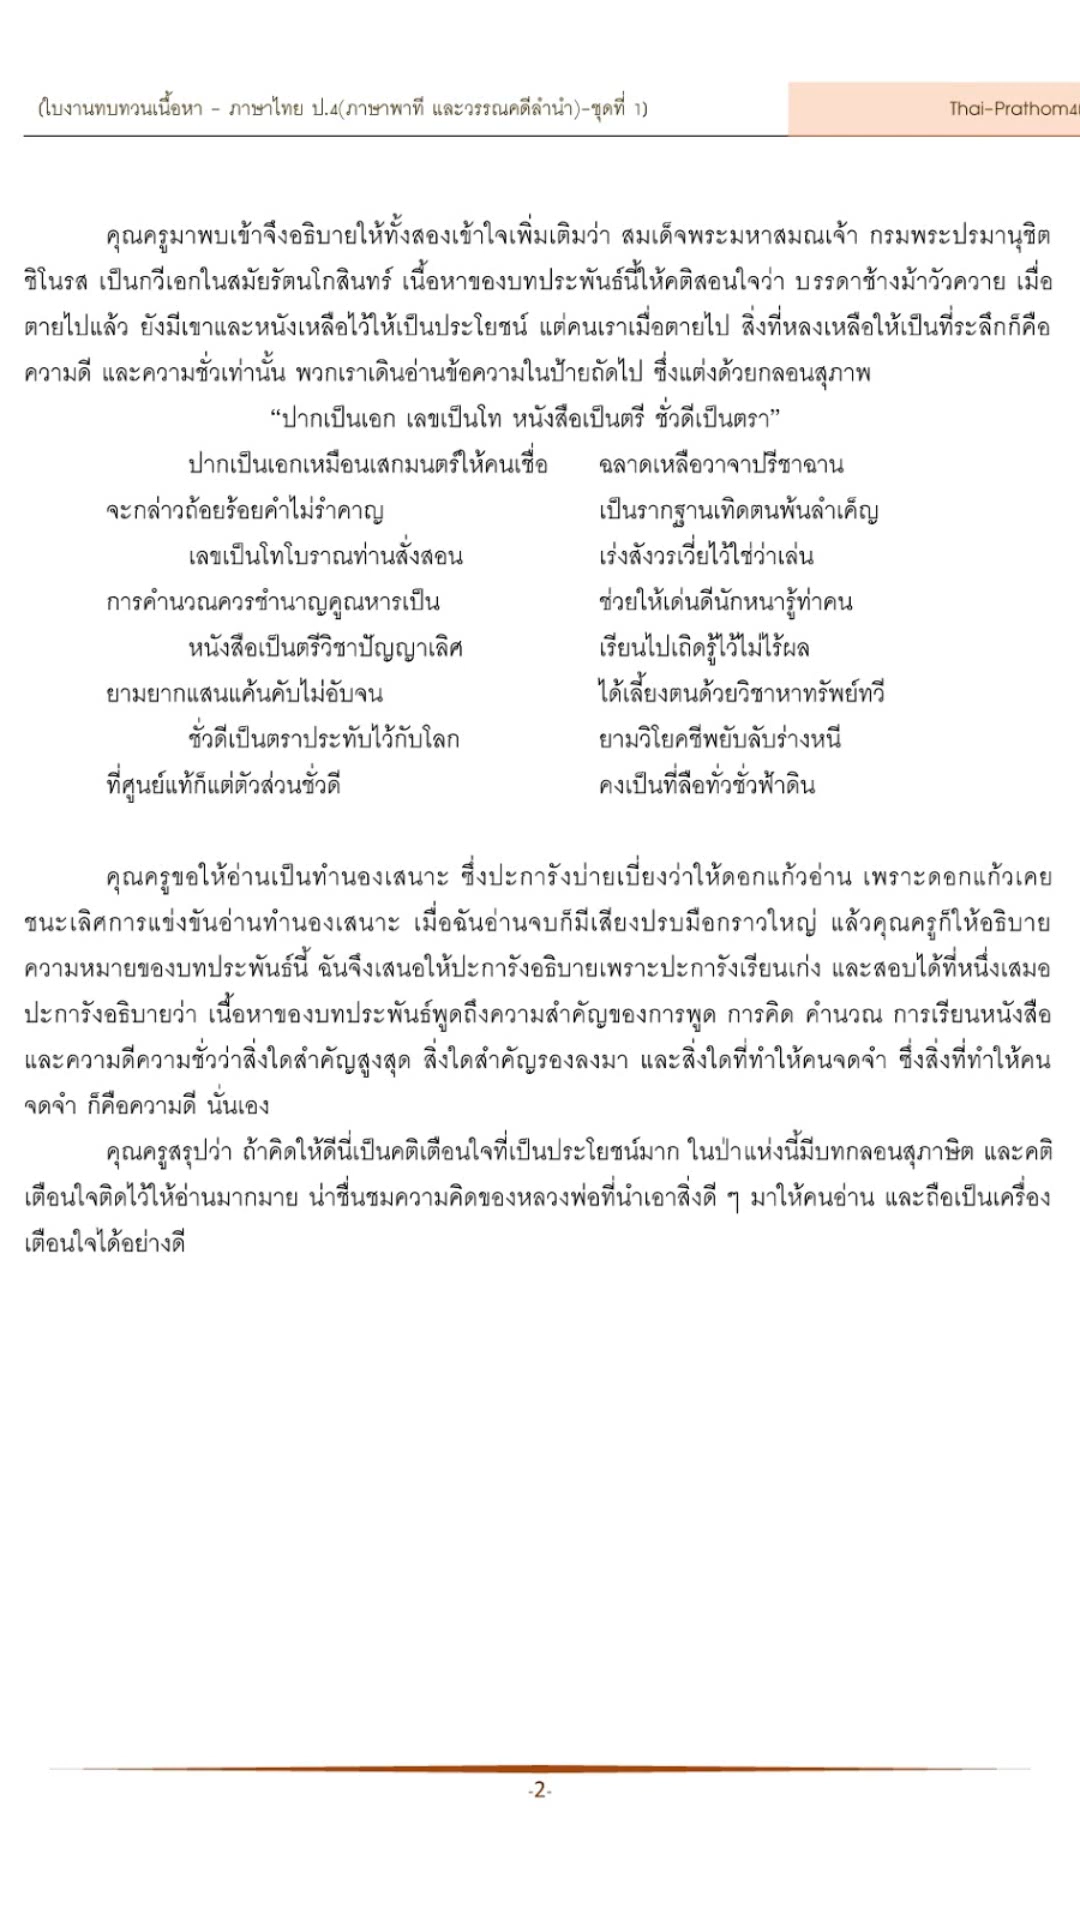 (ใบงานทบทวนเนื้อหา - ภาษาไทย ป.4(ภาษาพาที และวรรณคดีลำนำ)-ชุดที่ 1) Thai-Prathom4
คุณครูมาพบเข้าจึงอธิบายให้ทั้งสองเข้าใจเพิ่มเติมว่า สมเด็จพระมหาสมณเจ้า กรมพระปรมานุชิต
ชิโนรส เป็นกวีเอกในสมัยรัตนโกสินทร์ เนื้อหาของบทประพันธ์นี้ให้คติสอนใจว่า บรรดาช้างม้าวัวควาย เมื่อ
ตายไปแล้ว ยังมีเขาและหนังเหลือไว้ให้เป็นประโยชน์ แต่คนเราเมื่อตายไป สิ่งที่หลงเหลือให้เป็นที่ระลึกก็คือ
ความดี และความชั่วเท่านั้น พวกเราเดินอ่านข้อความในป้ายถัดไป ซึ่งแต่งด้วยกลอนสุภาพ
“ปากเป็นเอก เลขเป็นโท หนังสือเป็นตรี ชั่วดีเป็นตรา”
ปากเป็นเอกเหมือนเสกมนตร์ให้คนเชื่อ ฉลาดเหลือวาจาปรีชาฉาน
จะกล่าวถ้อยร้อยคำไม่รำคาญ เป็นรากฐานเทิดตนพ้นลำเค็ญ
เลขเป็นโทโบราณท่านสั่งสอน เร่งสังวรเวี่ยไว้ใช่ว่าเล่น
การคำนวณควรชำนาญคูณหารเป็น ช่วยให้เด่นดีนักหนารู้ท่าคน
หนังสือเป็นตรีวิชาปัญญาเลิศ เรียนไปเถิดรู้ไว้ไม่ไร้ผล
ยามยากแสนแค้นคับไม่อับจน ได้เลี้ยงตนด้วยวิชาหาทรัพย์ทวี
ชั่วดีเป็นตราประทับไว้กับโลก ยามวิโยคชีพยับลับร่างหนี
ที่ศูนย์แท้ก็แต่ตัวส่วนชั่วดี คงเป็นที่ลือทั่วชั่วฟ้าดิน
คุณครูขอให้อ่านเป็นทำนองเสนาะ ซึ่งปะการังบ่ายเบี่ยงว่าให้ดอกแก้วอ่าน เพราะดอกแก้วเคย
ชนะเลิศการแข่งขันอ่านทำนองเสนาะ เมื่อฉันอ่านจบก็มีเสียงปรบมือกราวใหญ่ แล้วคุณครูก็ให้อธิบาย
ความหมายของบทประพันธ์นี้ ฉันจึงเสนอให้ปะการังอธิบายเพราะปะการังเรียนเก่ง และสอบได้ที่หนึ่งเสมอ
ปะการังอธิบายว่า เนื้อหาของบทประพันธ์พูดถึงความสำคัญของการพูด การคิด คำนวณ การเรียนหนังสือ
และความดีความชั่วว่าสิ่งใดสำคัญสูงสุด สิ่งใดสำคัญรองลงมา และสิ่งใดที่ทำให้คนจดจำ ซึ่งสิ่งที่ทำให้คน
จดจำ ก็คือความดี นั่นเอง
คุณครูสรุปว่า ถ้าคิดให้ดีนี่เป็นคติเตือนใจที่เป็นประโยชน์มาก ในป่าแห่งนี้มีบทกลอนสุภาษิต และคติ
เตือนใจติดไว้ให้อ่านมากมาย น่าชื่นชมความคิดของหลวงพ่อที่นำเอาสิ่งดี ๆ มาให้คนอ่าน และถือเป็นเครื่อง
เตือนใจได้อย่างดี
-2-